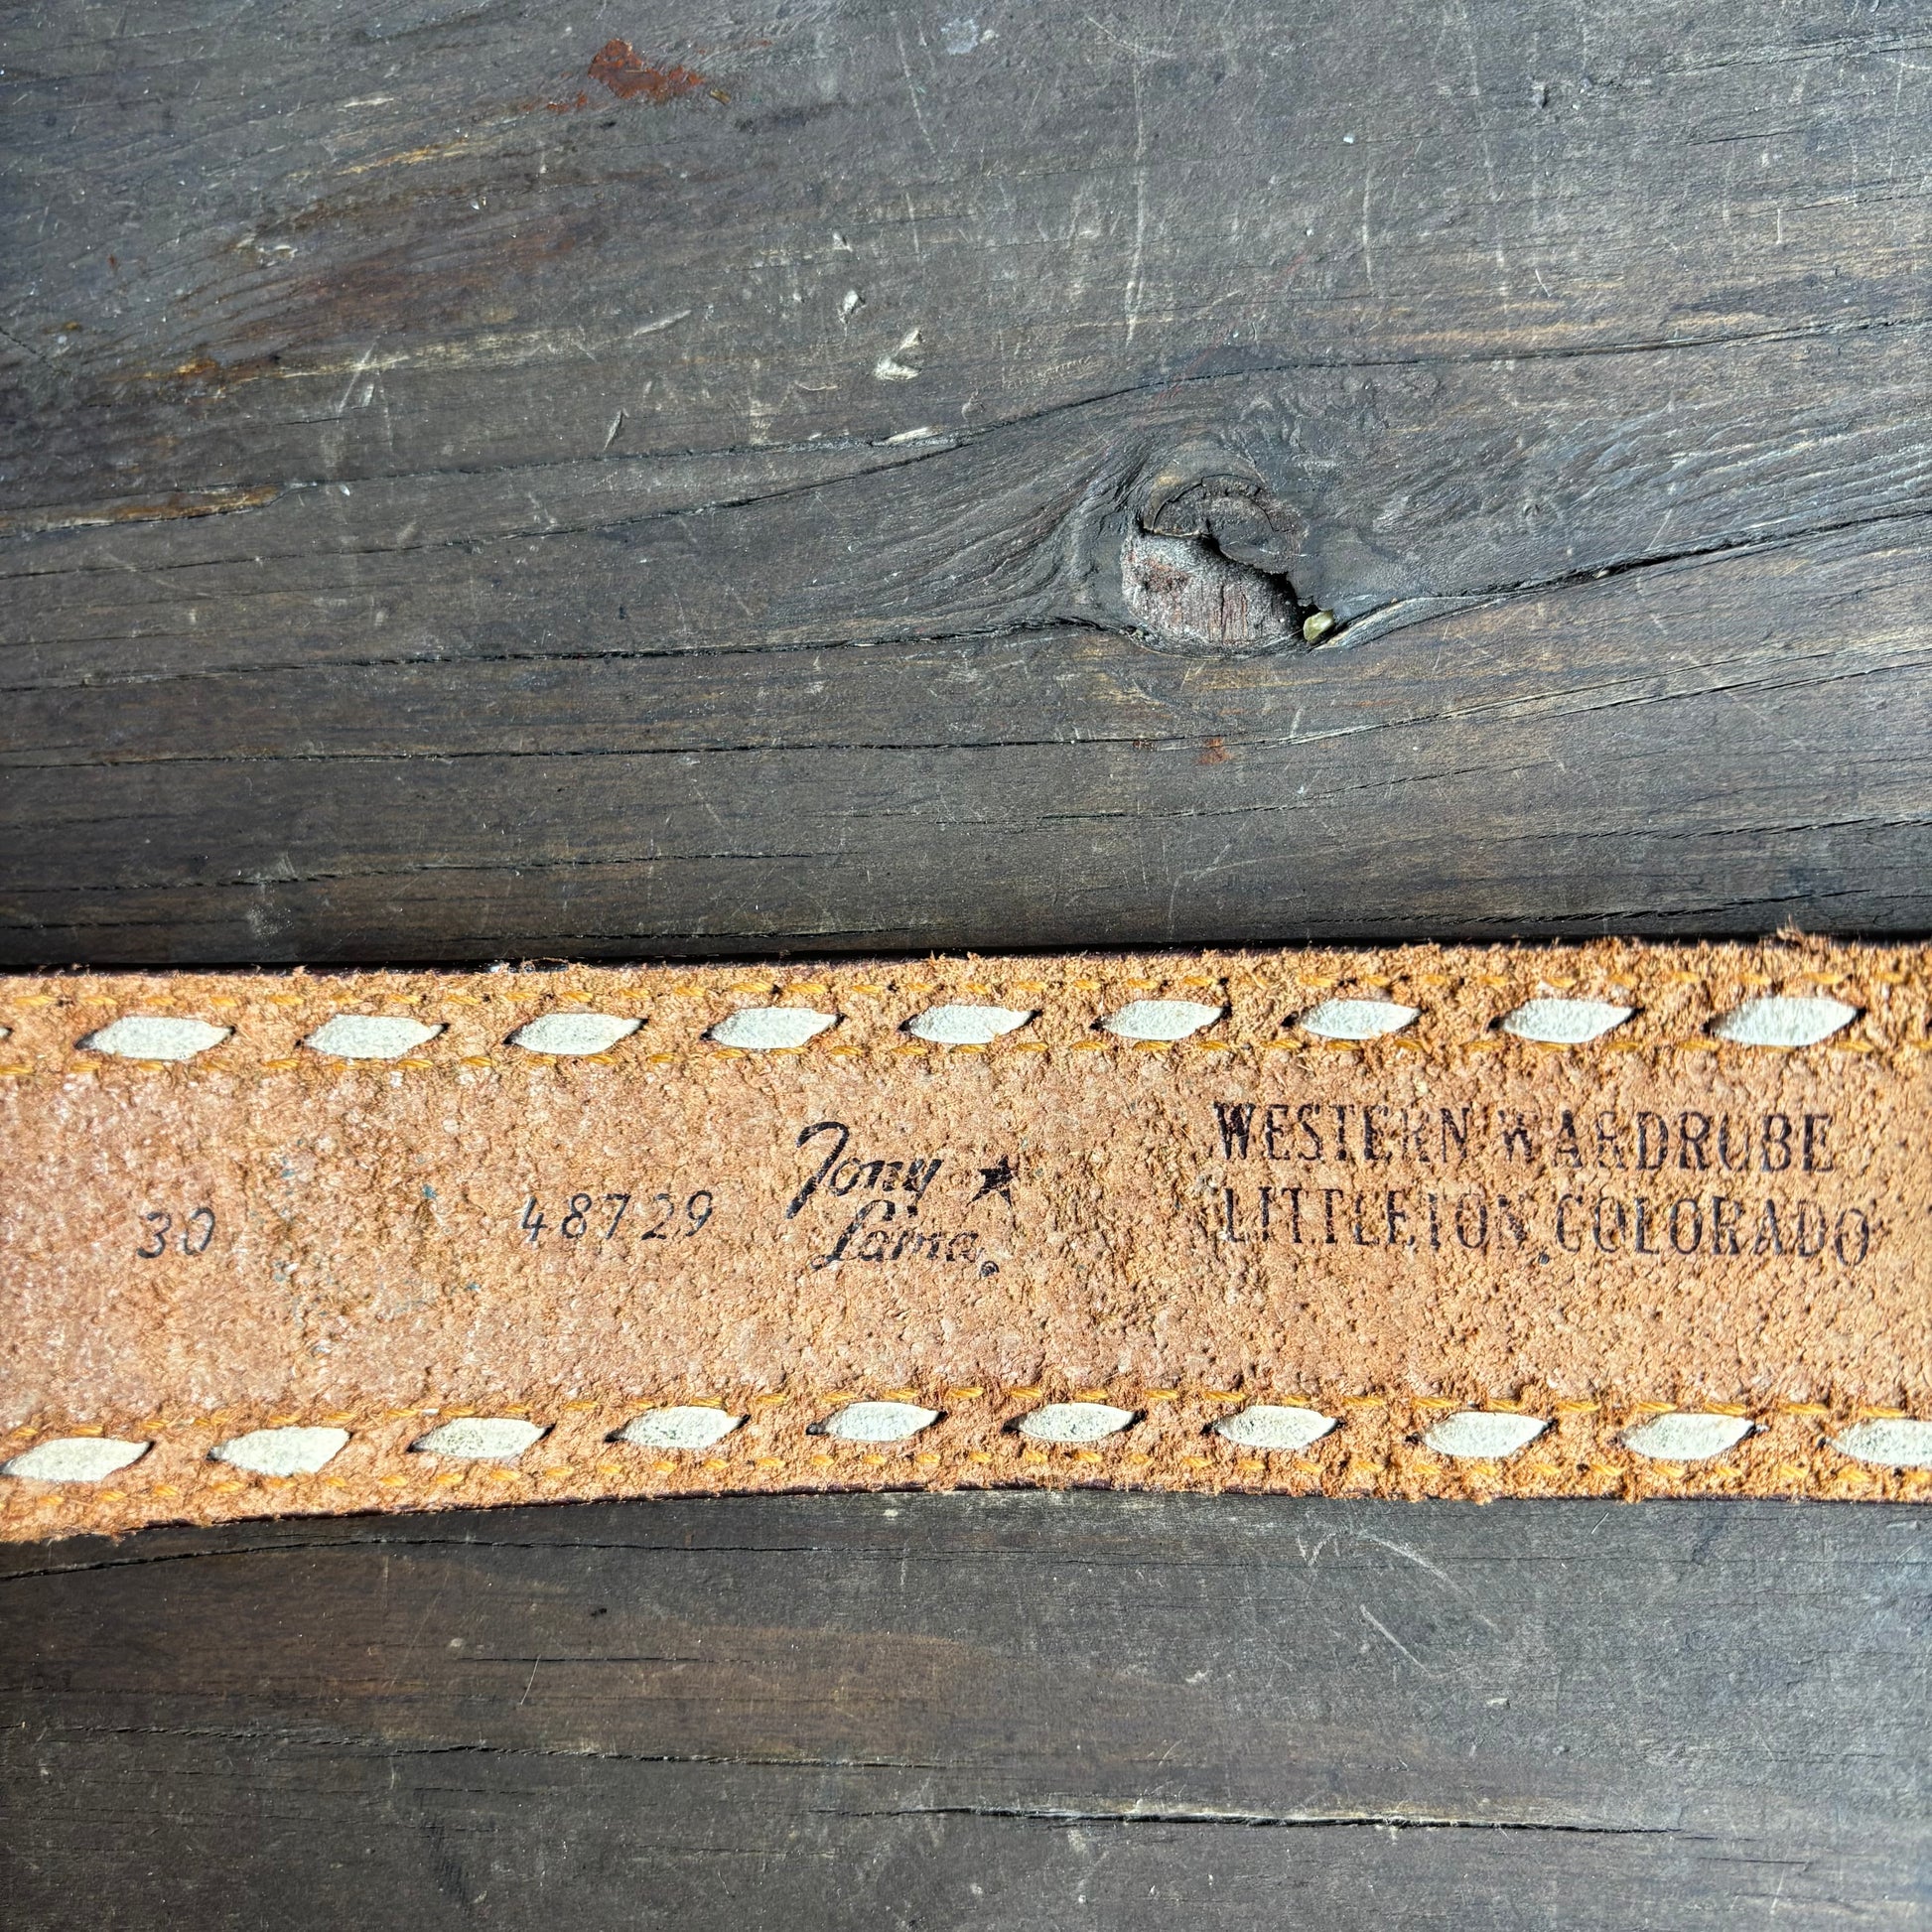 30
48729
Tony
Lama®
WESTERN WARDROBE
LITTLETON, COLORADO